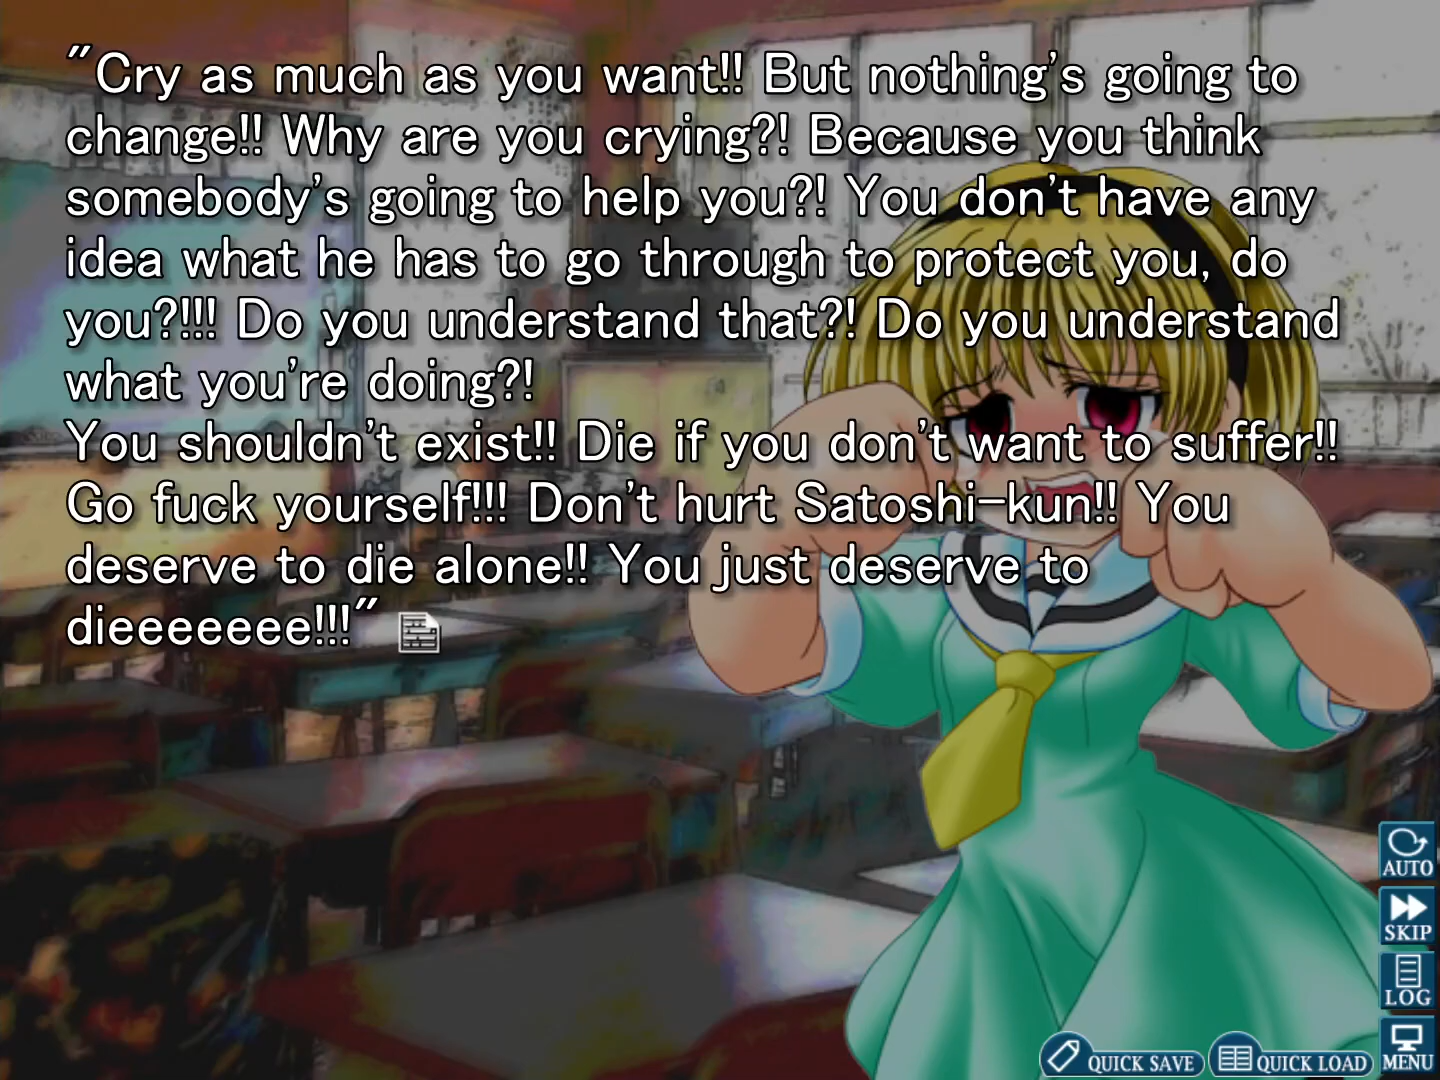 "Cry as much as you want!! But nothing's going to
change!! Why are you crying?! Because you think
somebody's going to help you?! You don't have any
idea what he has to go through to protect you, do
you?!!! Do you understand that?! Do you understand
what you're doing?!
You shouldn't exist!! Die if you don't want to suffer!!
Go fuck yourself!!! Don't hurt Satoshi-kun!! You
deserve to die alone!! You just deserve to
dieeeeeeee!!!"
AUTO
SKIP
LOG
MENU
QUICK SAVE
QUICK LOAD